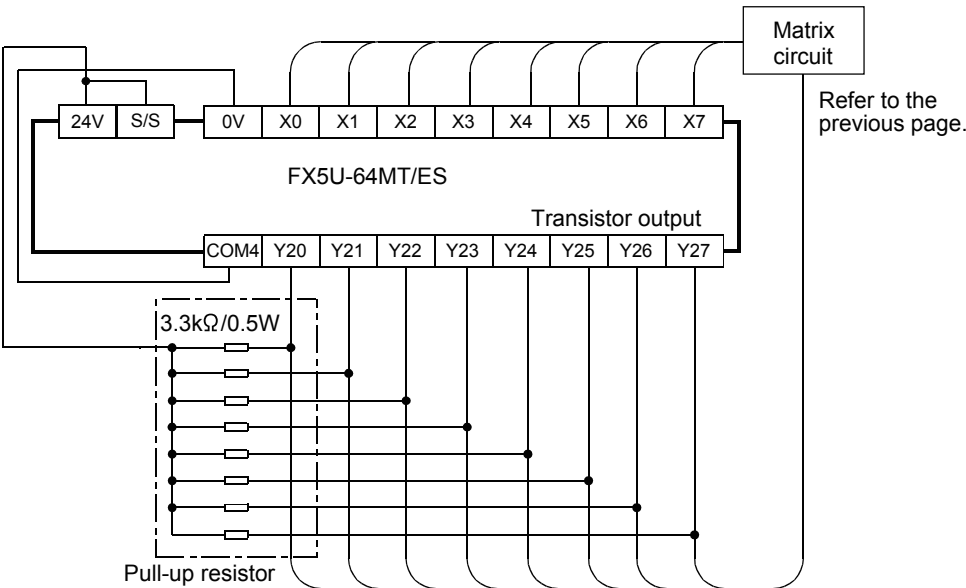 Matrix
circuit
Refer to the
previous page.
24V S/S 0V X0 X1 X2 X3 X4 X5 X6 X7
FX5U-64MT/ES
Transistor output
COM4 Y20 Y21 Y22 Y23 Y24 Y25 Y26 Y27
3.3kΩ/0.5W
Pull-up resistor